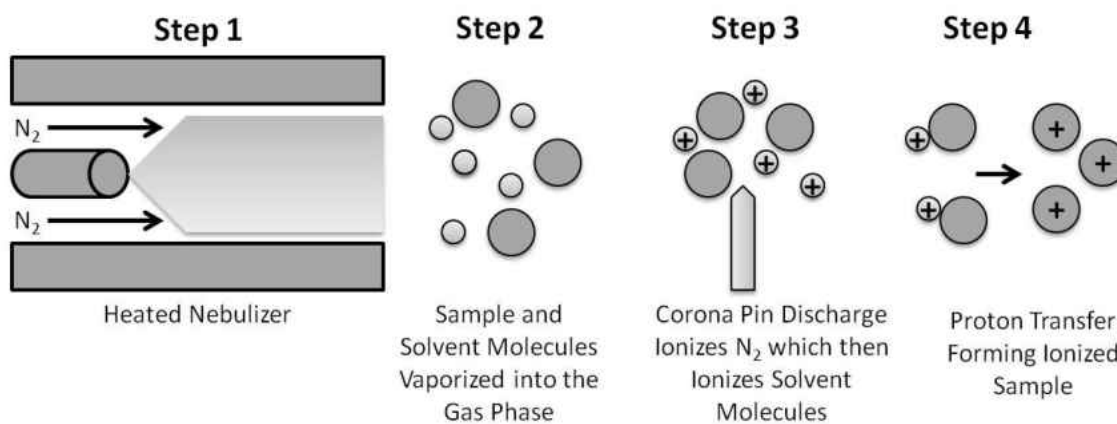 Step 1
Step 2
Step 3
Step 4
N₂
N₂
+
+
+
+
+
+
+
+
+
Heated Nebulizer
Sample and
Solvent Molecules
Vaporized into the
Gas Phase
Corona Pin Discharge
Ionizes N₂ which then
Ionizes Solvent
Molecules
Proton Transfer
Forming Ionized
Sample